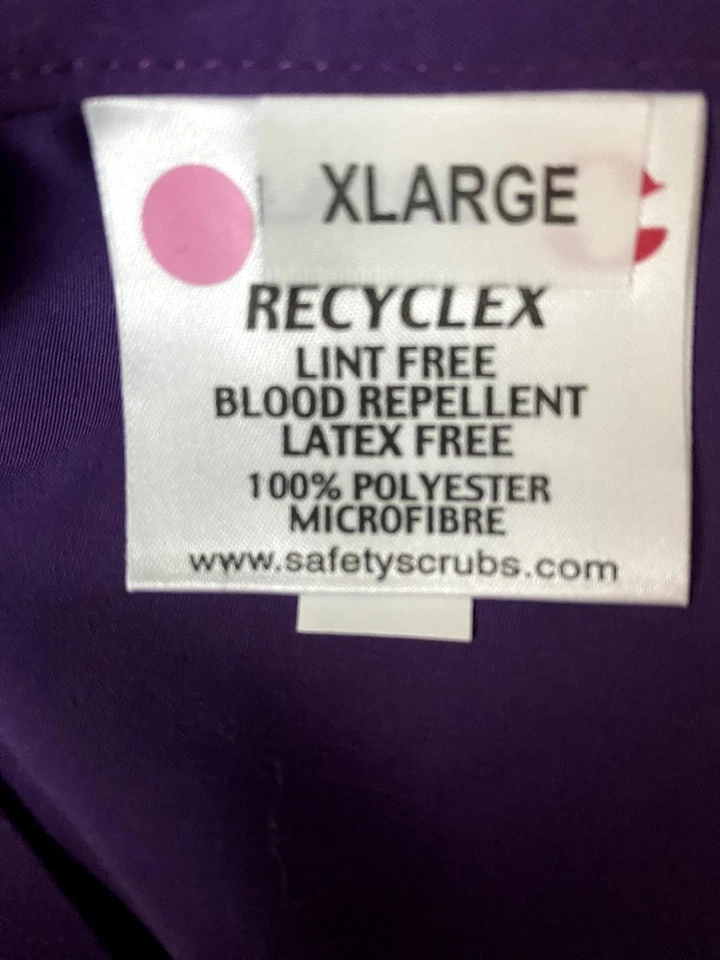 XLARGE
RECYCLEX
LINT FREE
BLOOD REPELLENT
LATEX FREE
100% POLYESTER
MICROFIBRE
www.safetyscrubs.com